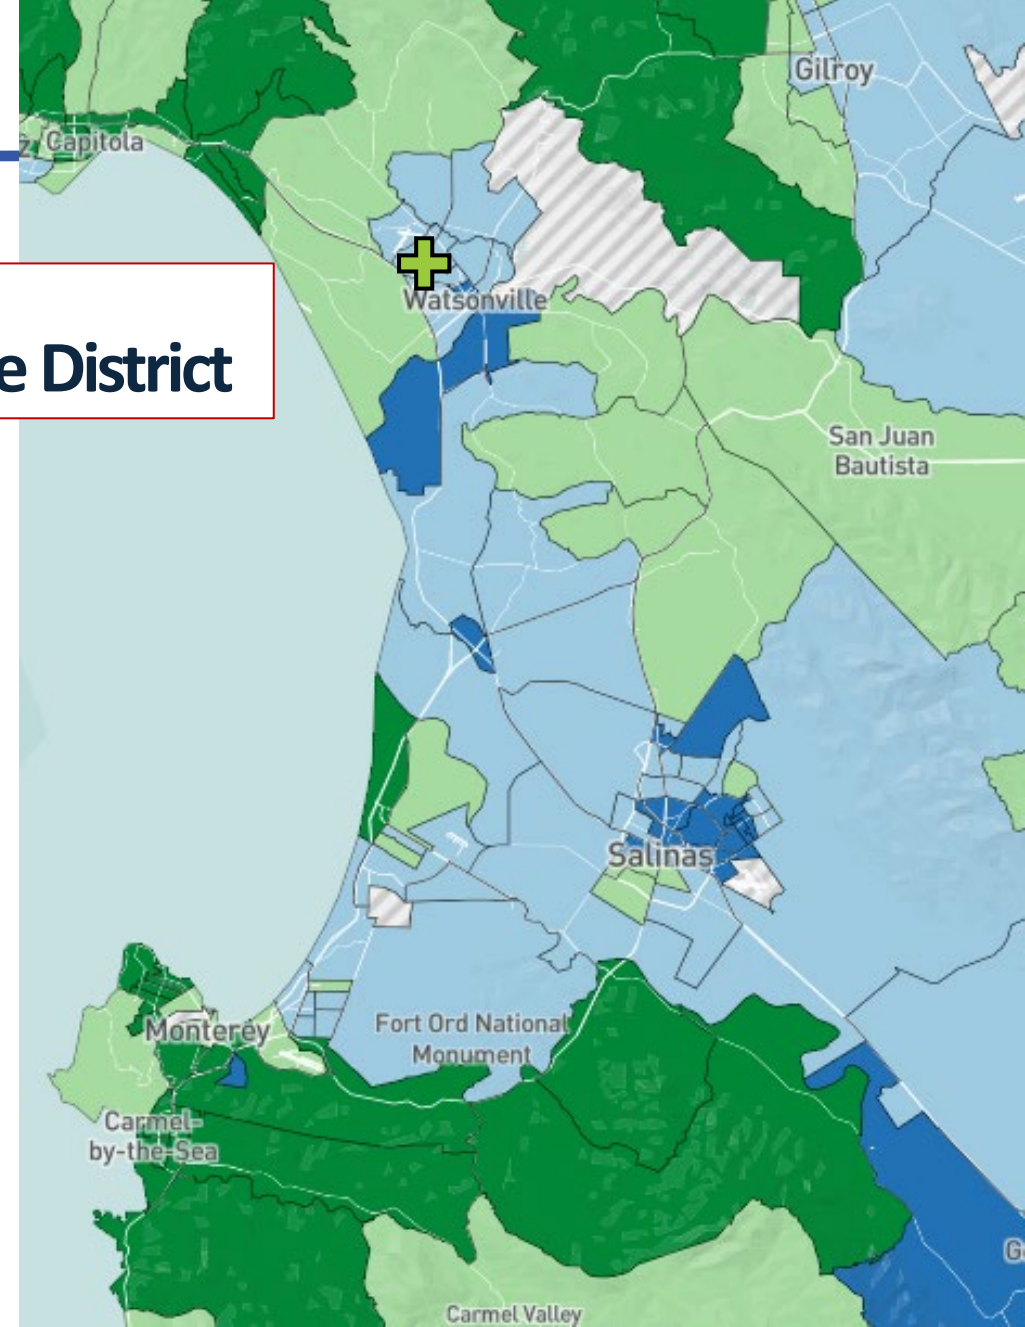 Gilroy
z Capitola
Watsonville
e District
San Juan
Bautista
Salinas
Fort Ord National
Monument
Monterey
Carmel-
by-the-Sea
G
Carmel Valley